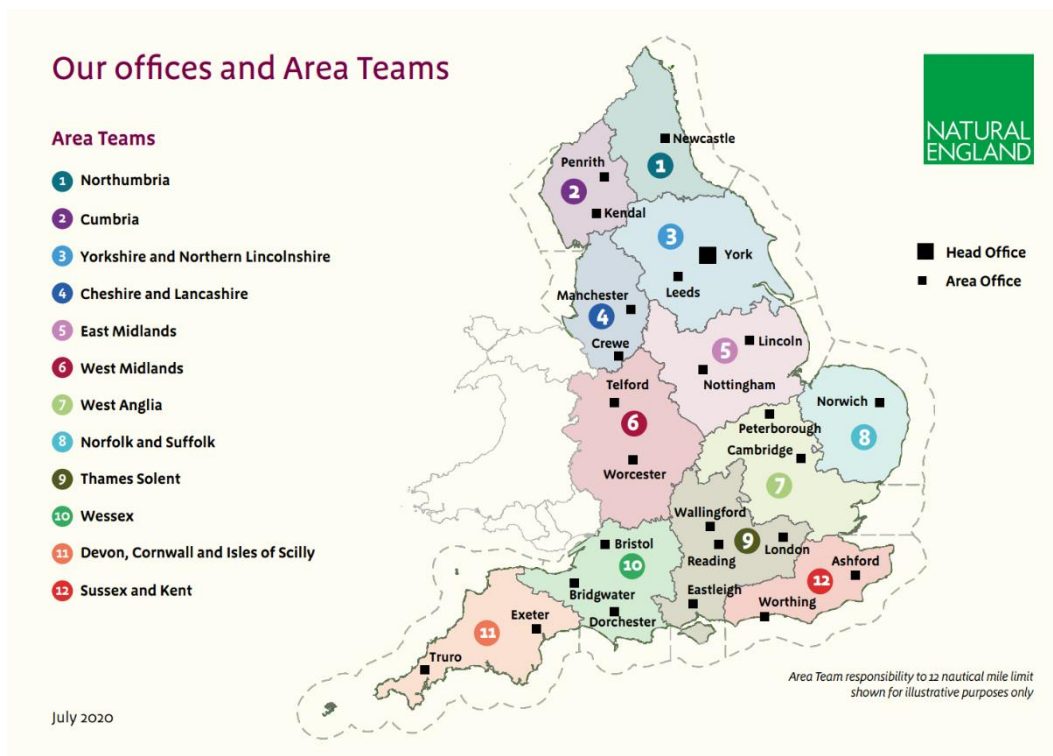 Our offices and Area Teams
NATURAL
ENGLAND
Area Teams
1 Northumbria
2 Cumbria
3 Yorkshire and Northern Lincolnshire
4 Cheshire and Lancashire
5 East Midlands
6 West Midlands
7 West Anglia
8 Norfolk and Suffolk
9 Thames Solent
10 Wessex
11 Devon, Cornwall and Isles of Scilly
12 Sussex and Kent
Head Office
Area Office
Newcastle
1
Penrith
2
Kendal
3
York
Leeds
Manchester
4
Crewe
Lincoln
5
Nottingham
Telford
6
Worcester
Norwich
8
Peterborough
Cambridge
7
Wallingford
9
London
Reading
Eastleigh
Ashford
12
Worthing
Bristol
10
Bridgwater
Dorchester
Exeter
11
Truro
Area Team responsibility to 12 nautical mile limit
shown for illustrative purposes only
July 2020